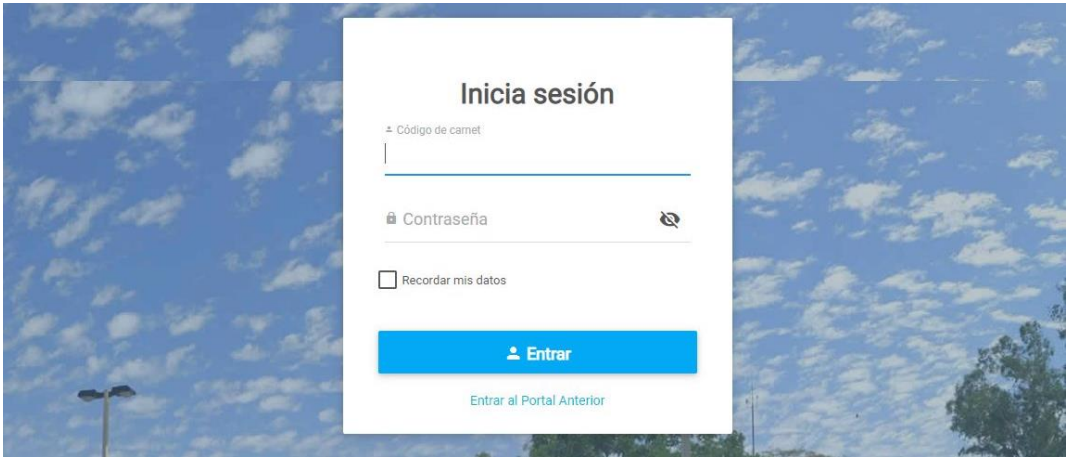 Inicia sesión
Código de carnet
Contraseña
Recordar mis datos
Entrar
Entrar al Portal Anterior